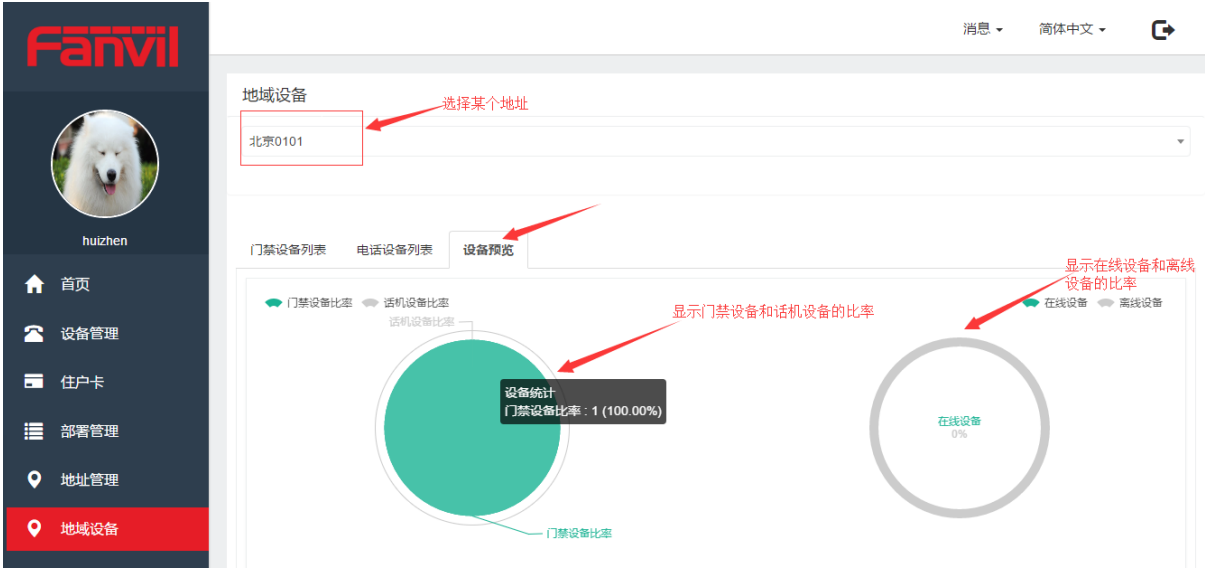 Fanvil
消息
简体中文
huizhen
首页
设备管理
住户卡
部署管理
地址管理
地域设备
地域设备
选择某个地址
北京0101
门禁设备列表
电话设备列表
设备预览
门禁设备比率
话机设备比率
话机设备比率
显示门禁设备和话机设备的比率
设备统计
门禁设备比率 : 1 (100.00%)
门禁设备比率
显示在线设备和离线
设备的比率
在线设备
离线设备
在线设备
0%